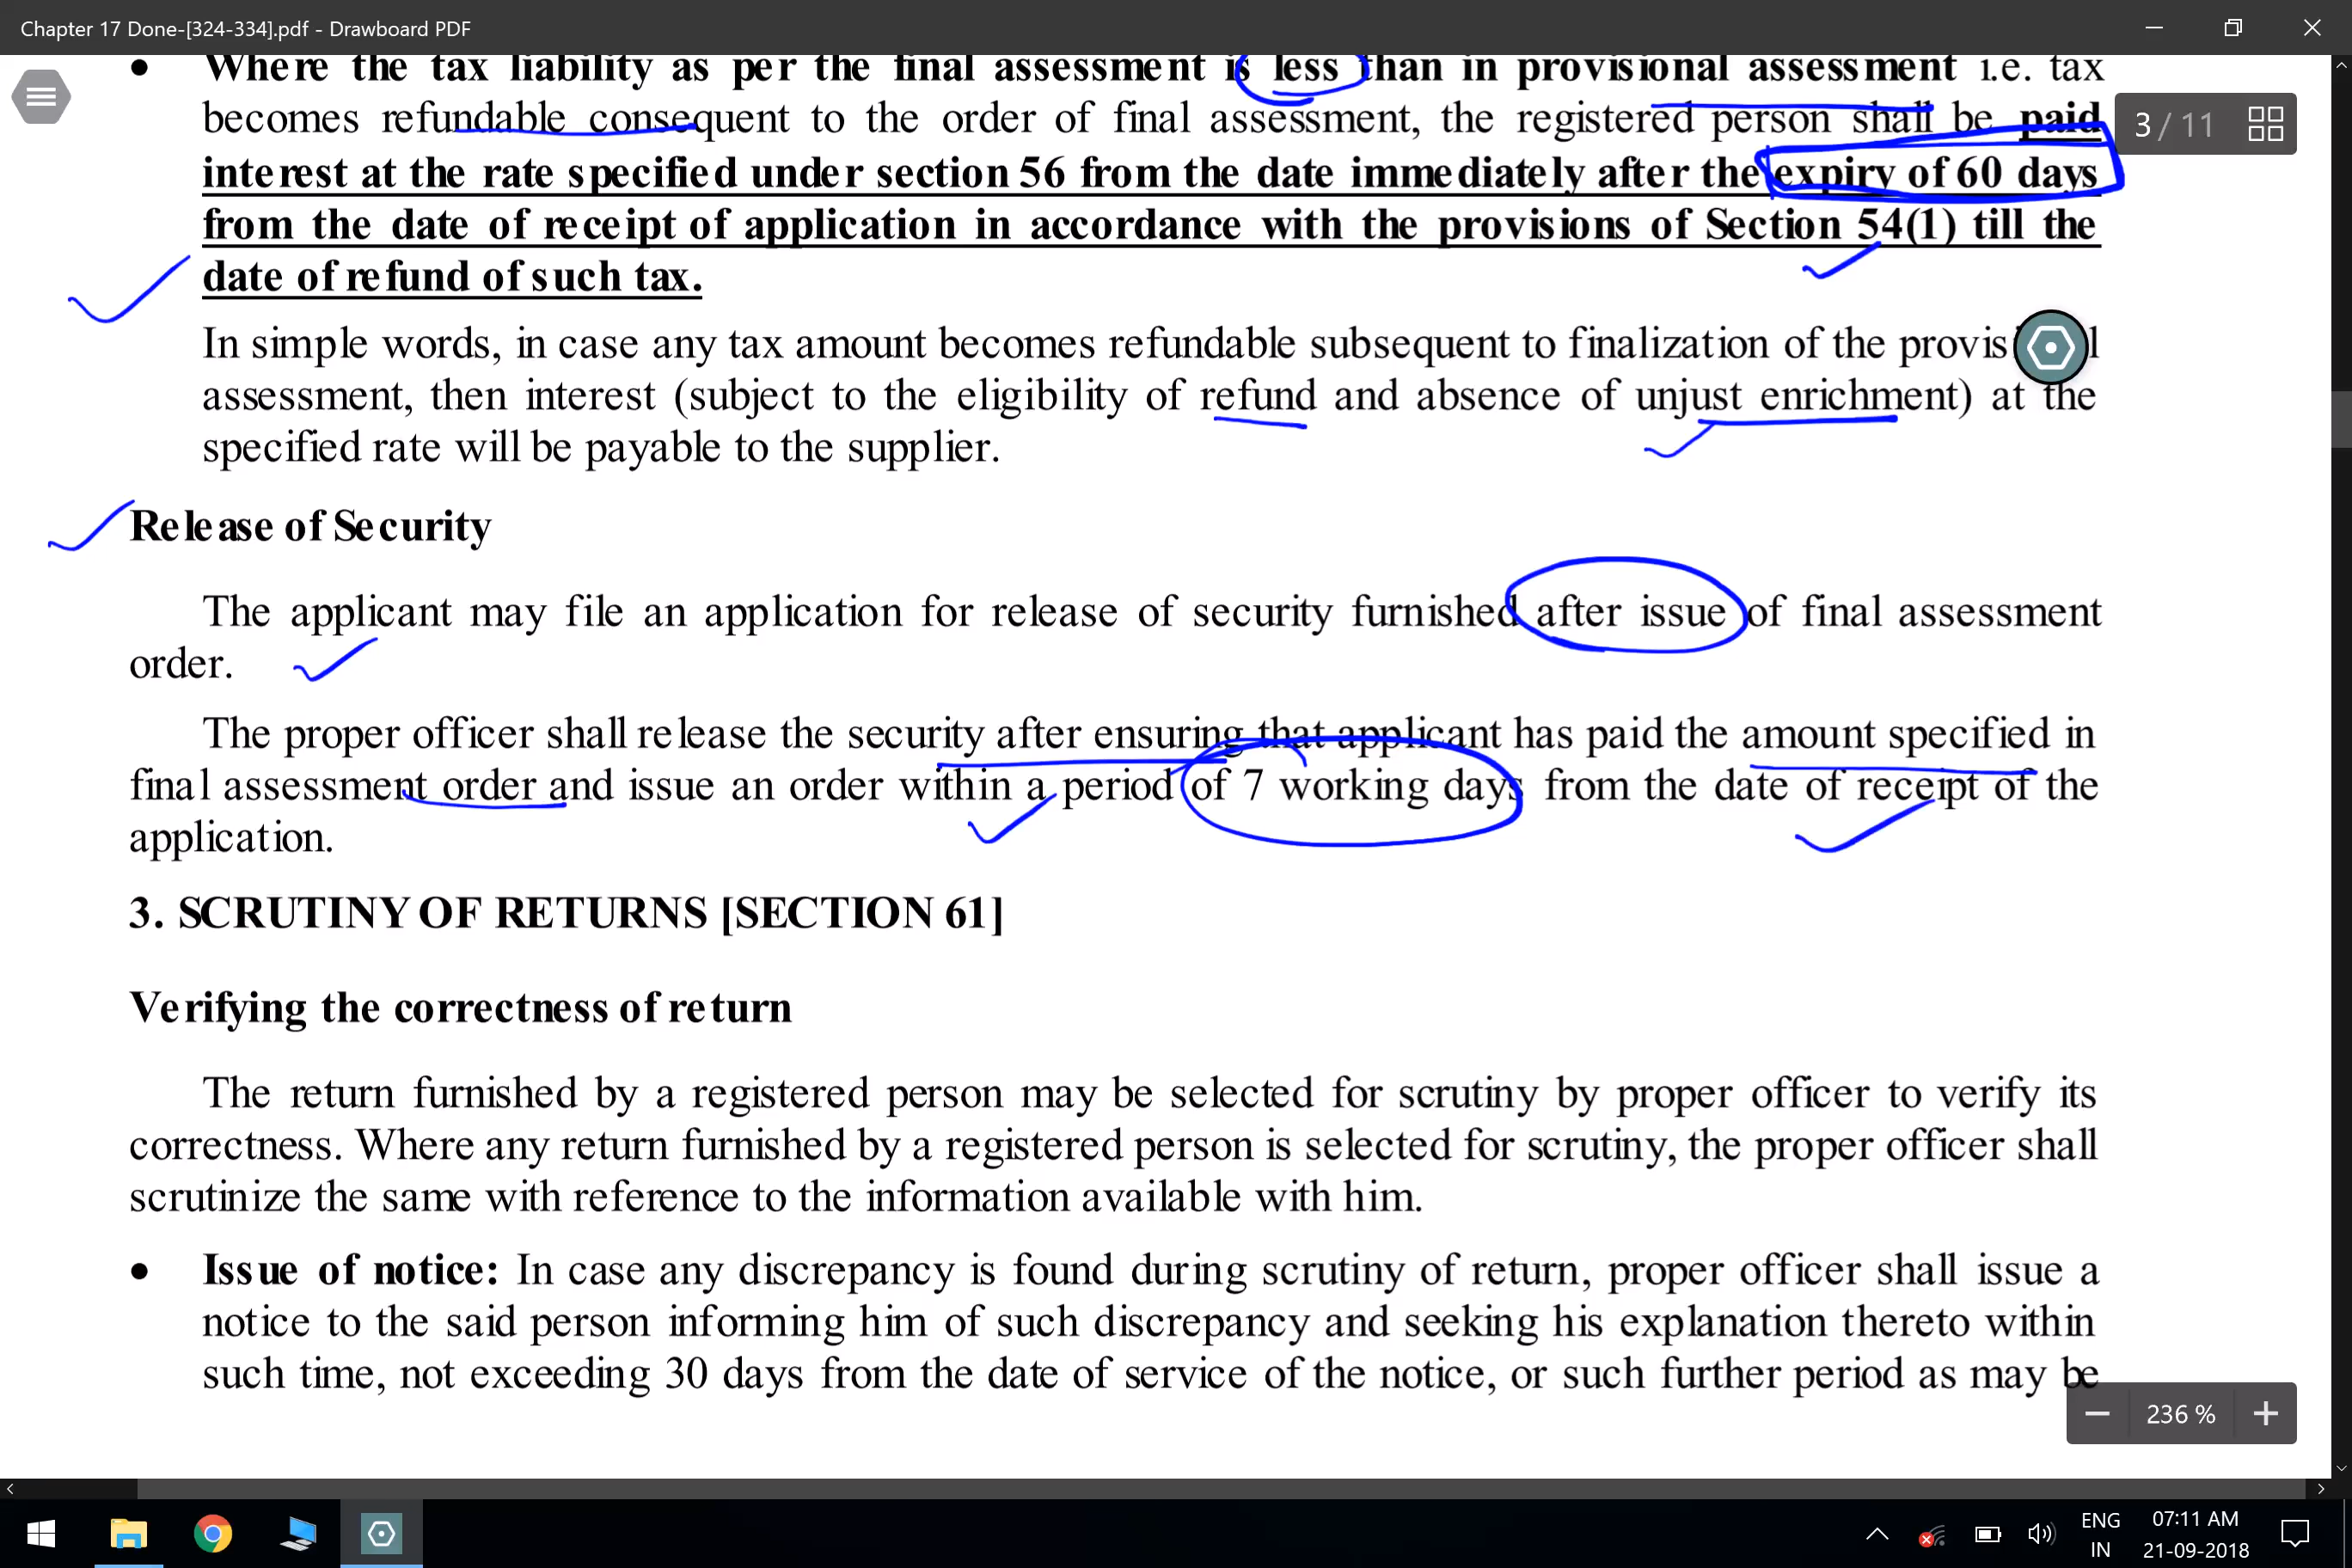 Chapter 17 Done-[324-334].pdf - Drawboard PDF
• Where the tax liability as per the final assessment is less than in provisional assessment i.e. tax
becomes refundable consequent to the order of final assessment, the registered person shall be paid
3 / 11
interest at the rate specified under section 56 from the date immediately after the expiry of 60 days
from the date of receipt of application in accordance with the provisions of Section 54(1) till the
date of refund of such tax.
In simple words, in case any tax amount becomes refundable subsequent to finalization of the provis l
assessment, then interest (subject to the eligibility of refund and absence of unjust enrichment) at the
specified rate will be payable to the supplier.
Release of Security
The applicant may file an application for release of security furnished after issue of final assessment
order.
The proper officer shall release the security after ensuring that applicant has paid the amount specified in
final assessment order and issue an order within a period of 7 working days from the date of receipt of the
application.
3. SCRUTINY OF RETURNS [SECTION 61]
Verifying the correctness of return
The return furnished by a registered person may be selected for scrutiny by proper officer to verify its
correctness. Where any return furnished by a registered person is selected for scrutiny, the proper officer shall
scrutinize the same with reference to the information available with him.
• Issue of notice: In case any discrepancy is found during scrutiny of return, proper officer shall issue a
notice to the said person informing him of such discrepancy and seeking his explanation thereto within
such time, not exceeding 30 days from the date of service of the notice, or such further period as may be
236 %
ENG
IN
07:11 AM
21-09-2018